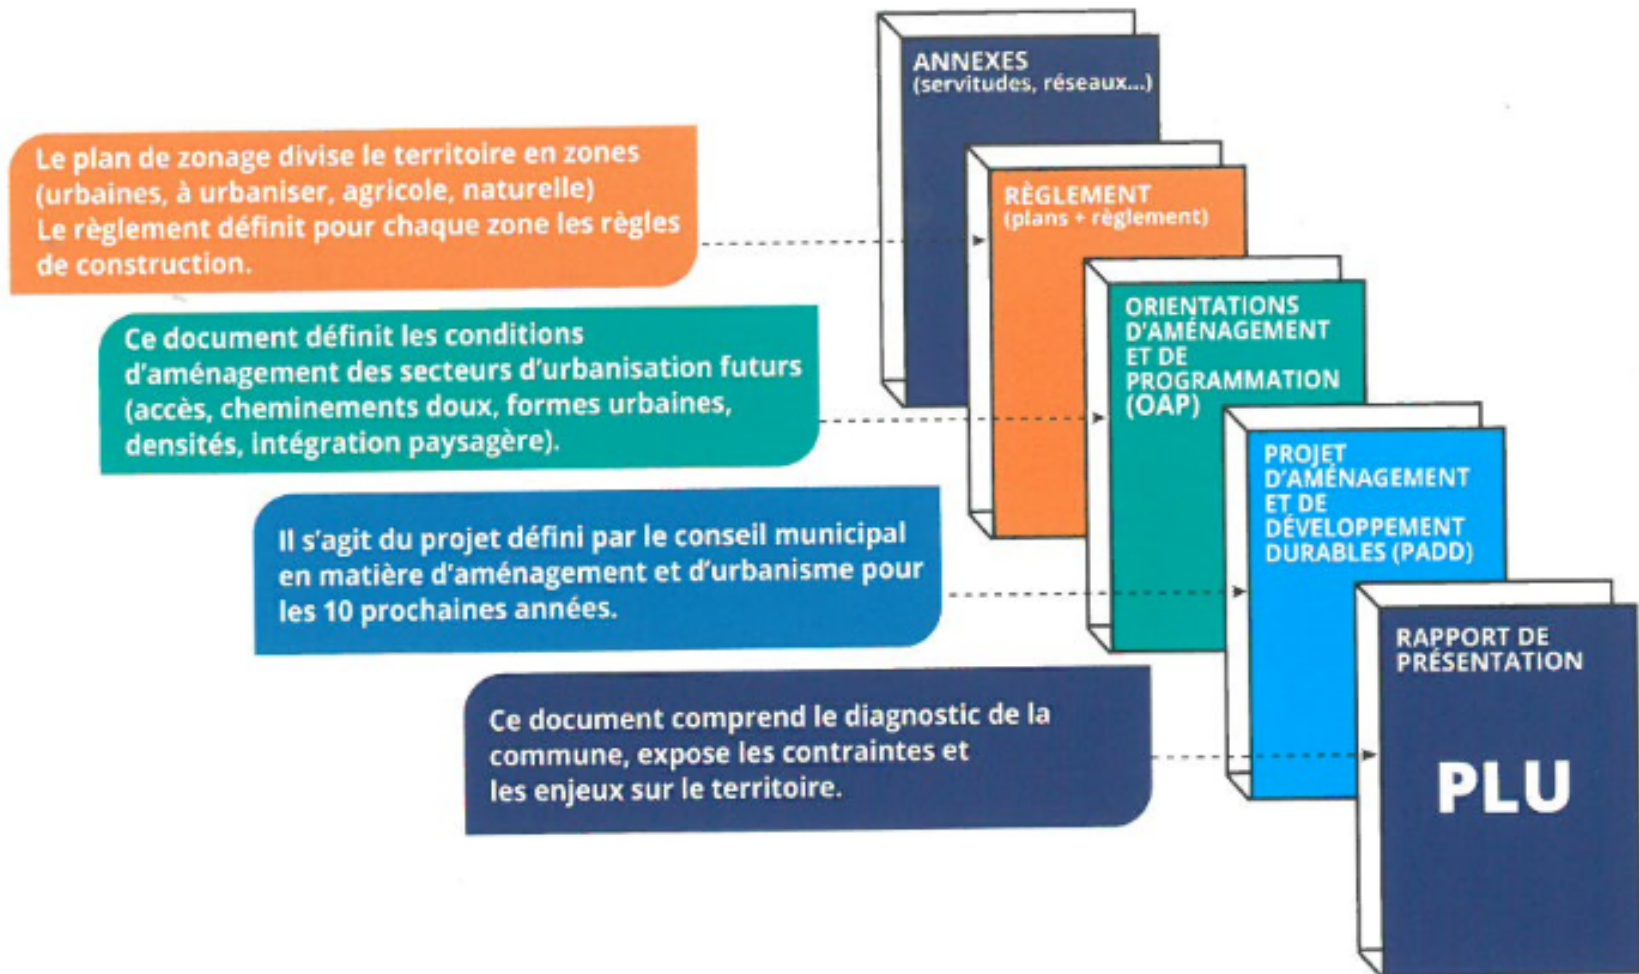 ANNEXES
(servitudes, réseaux...)
Le plan de zonage divise le territoire en zones
(urbaines, à urbaniser, agricole, naturelle)
Le règlement définit pour chaque zone les règles
de construction.
RÈGLEMENT
(plans + règlement)
Ce document définit les conditions
d'aménagement des secteurs d'urbanisation futurs
(accès, cheminements doux, formes urbaines,
densités, intégration paysagère).
ORIENTATIONS
D'AMÉNAGEMENT
ET DE
PROGRAMMATION
(OAP)
Il s'agit du projet défini par le conseil municipal
en matière d'aménagement et d'urbanisme pour
les 10 prochaines années.
PROJET
D'AMÉNAGEMENT
ET DE
DÉVELOPPEMENT
DURABLES (PADD)
Ce document comprend le diagnostic de la
commune, expose les contraintes et
les enjeux sur le territoire.
RAPPORT DE
PRÉSENTATION
PLU